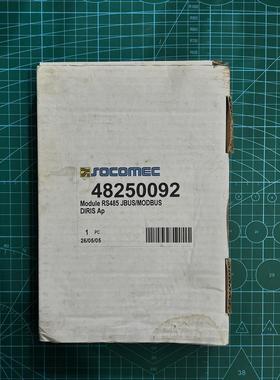 SOCOMEC
48250092
Module RS485 JBUS/MODBUS
DIRIS Ap
1 PC
26/05/05